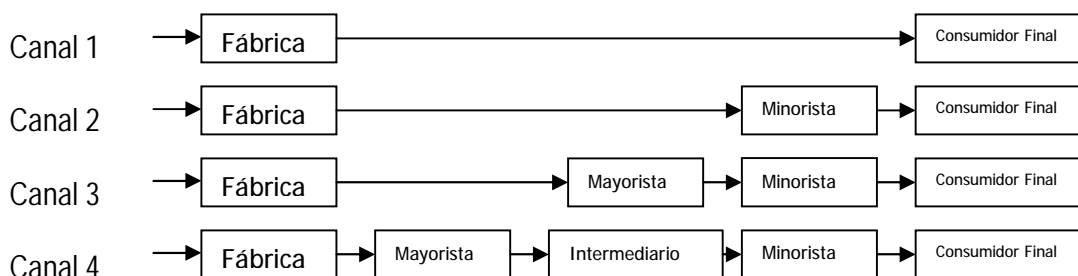 Canal 1 Fábrica Consumidor Final
Canal 2 Fábrica Minorista Consumidor Final
Canal 3 Fábrica Mayorista Minorista Consumidor Final
Canal 4 Fábrica Mayorista Intermediario Minorista Consumidor Final